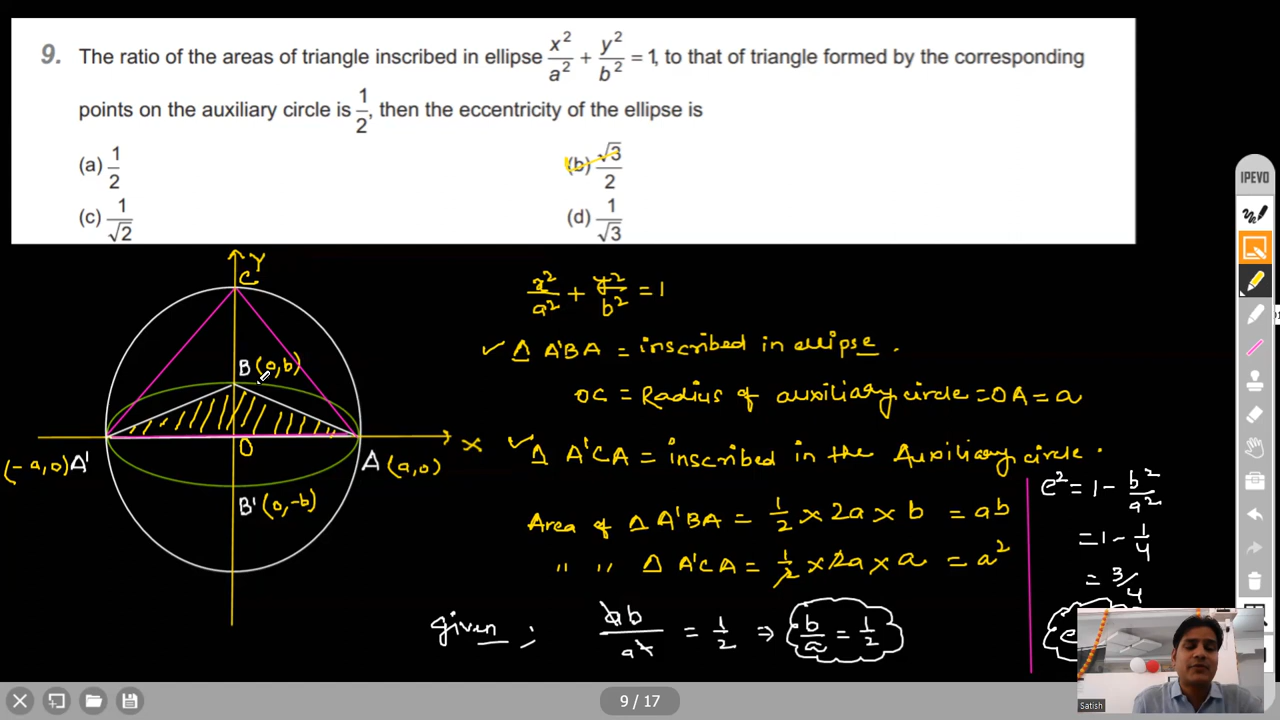 9. The ratio of the areas of triangle inscribed in ellipse x²/a² + y²/b² = 1, to that of triangle formed by the corresponding
points on the auxiliary circle is 1/2, then the eccentricity of the ellipse is
(a) 1/2 (b) √3/2
(c) 1/√2 (d) 1/√3
IPEVO
Y
C
B (0,b)
O
X
(-a,0) A'
A (a,0)
B' (0,-b)
x²/a² + y²/b² = 1
✓ Δ A'BA = inscribed in ellipse.
OC = Radius of auxiliary circle = OA = a
✓ Δ A'CA = inscribed in the Auxiliary circle.
Area of Δ A'BA = 1/2 × 2a × b = ab
" " Δ A'CA = 1/2 × 2a × a = a²
given; ab/a² = 1/2 ⇒ b/a = 1/2
e² = 1 - b²/a²
= 1 - 1/4
= 3/4
e
Satish
9 / 17